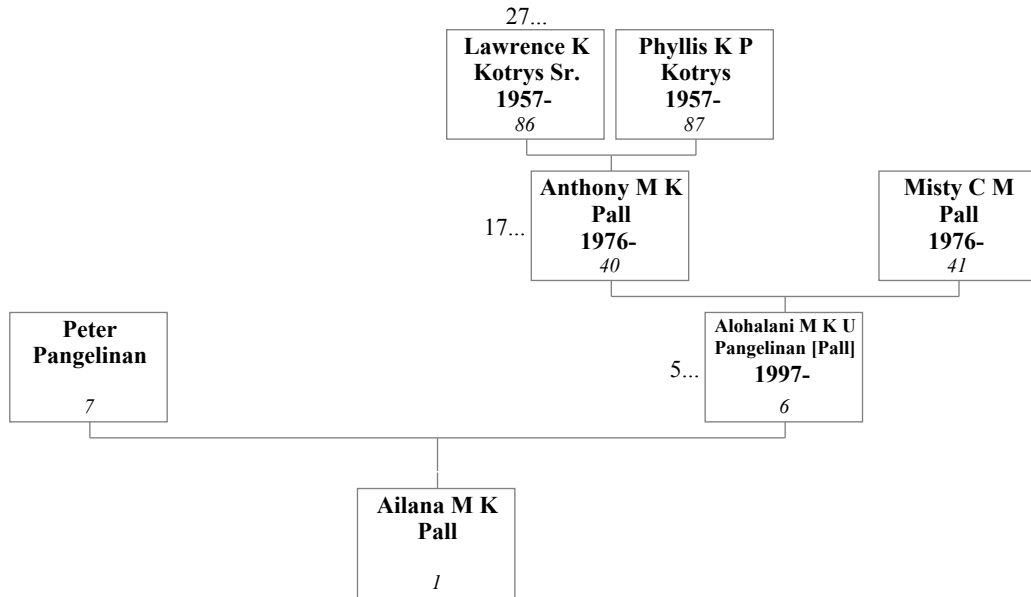 27...
Lawrence K
Kotrys Sr.
1957-
86
Phyllis K P
Kotrys
1957-
87
17...
Anthony M K
Pall
1976-
40
Misty C M
Pall
1976-
41
Peter
Pangelinan
7
5...
Alohalani M K U
Pangelinan [Pall]
1997-
6
Ailana M K
Pall
1